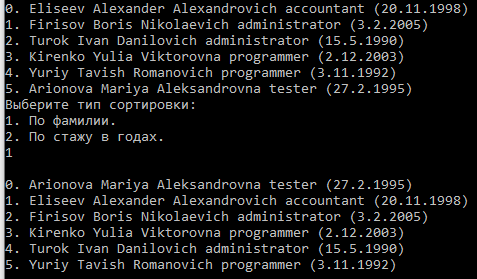 0. Eliseev Alexander Alexandrovich accountant (20.11.1998)
1. Firisov Boris Nikolaevich administrator (3.2.2005)
2. Turok Ivan Danilovich administrator (15.5.1990)
3. Kirenko Yulia Viktorovna programmer (2.12.2003)
4. Yuriy Tavish Romanovich programmer (3.11.1992)
5. Arionova Mariya Aleksandrovna tester (27.2.1995)
Выберите тип сортировки:
1. По фамилии.
2. По стажу в годах.
1
0. Arionova Mariya Aleksandrovna tester (27.2.1995)
1. Eliseev Alexander Alexandrovich accountant (20.11.1998)
2. Firisov Boris Nikolaevich administrator (3.2.2005)
3. Kirenko Yulia Viktorovna programmer (2.12.2003)
4. Turok Ivan Danilovich administrator (15.5.1990)
5. Yuriy Tavish Romanovich programmer (3.11.1992)